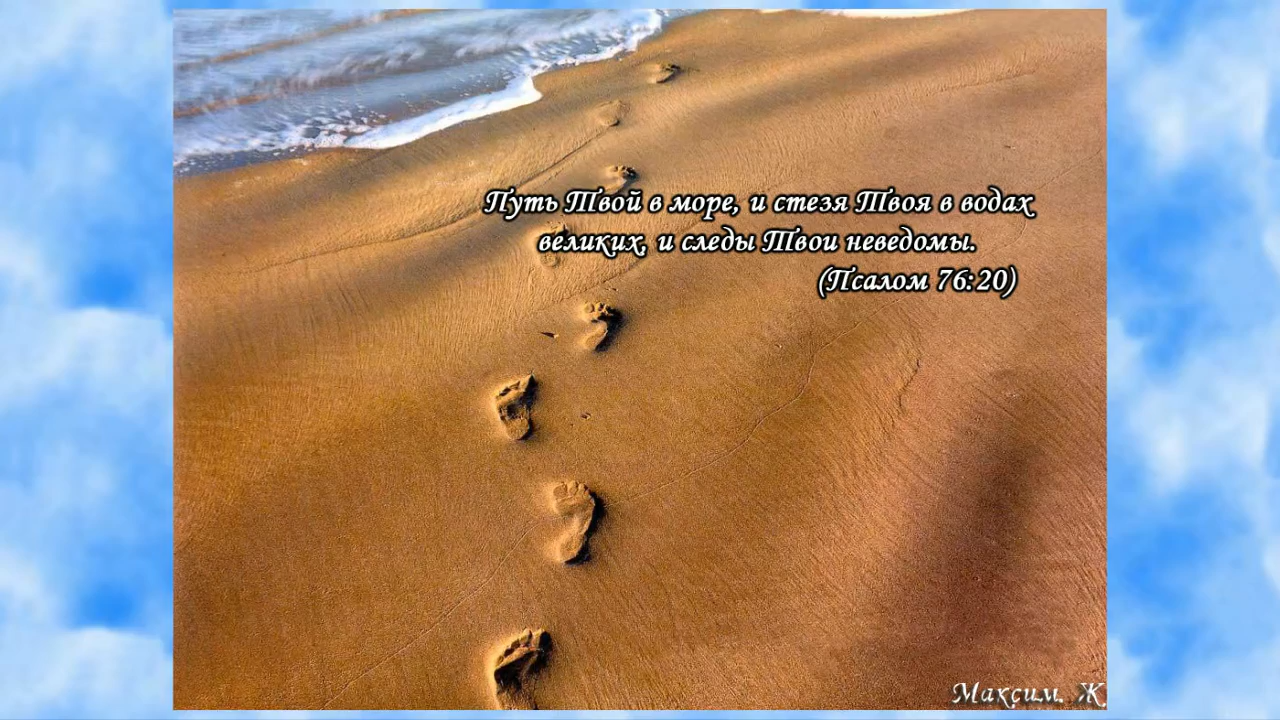 Путь Твой в море, и стезя Твоя в водах
великих, и следы Твои неведомы.
(Псалом 76:20)
Максим. Ж